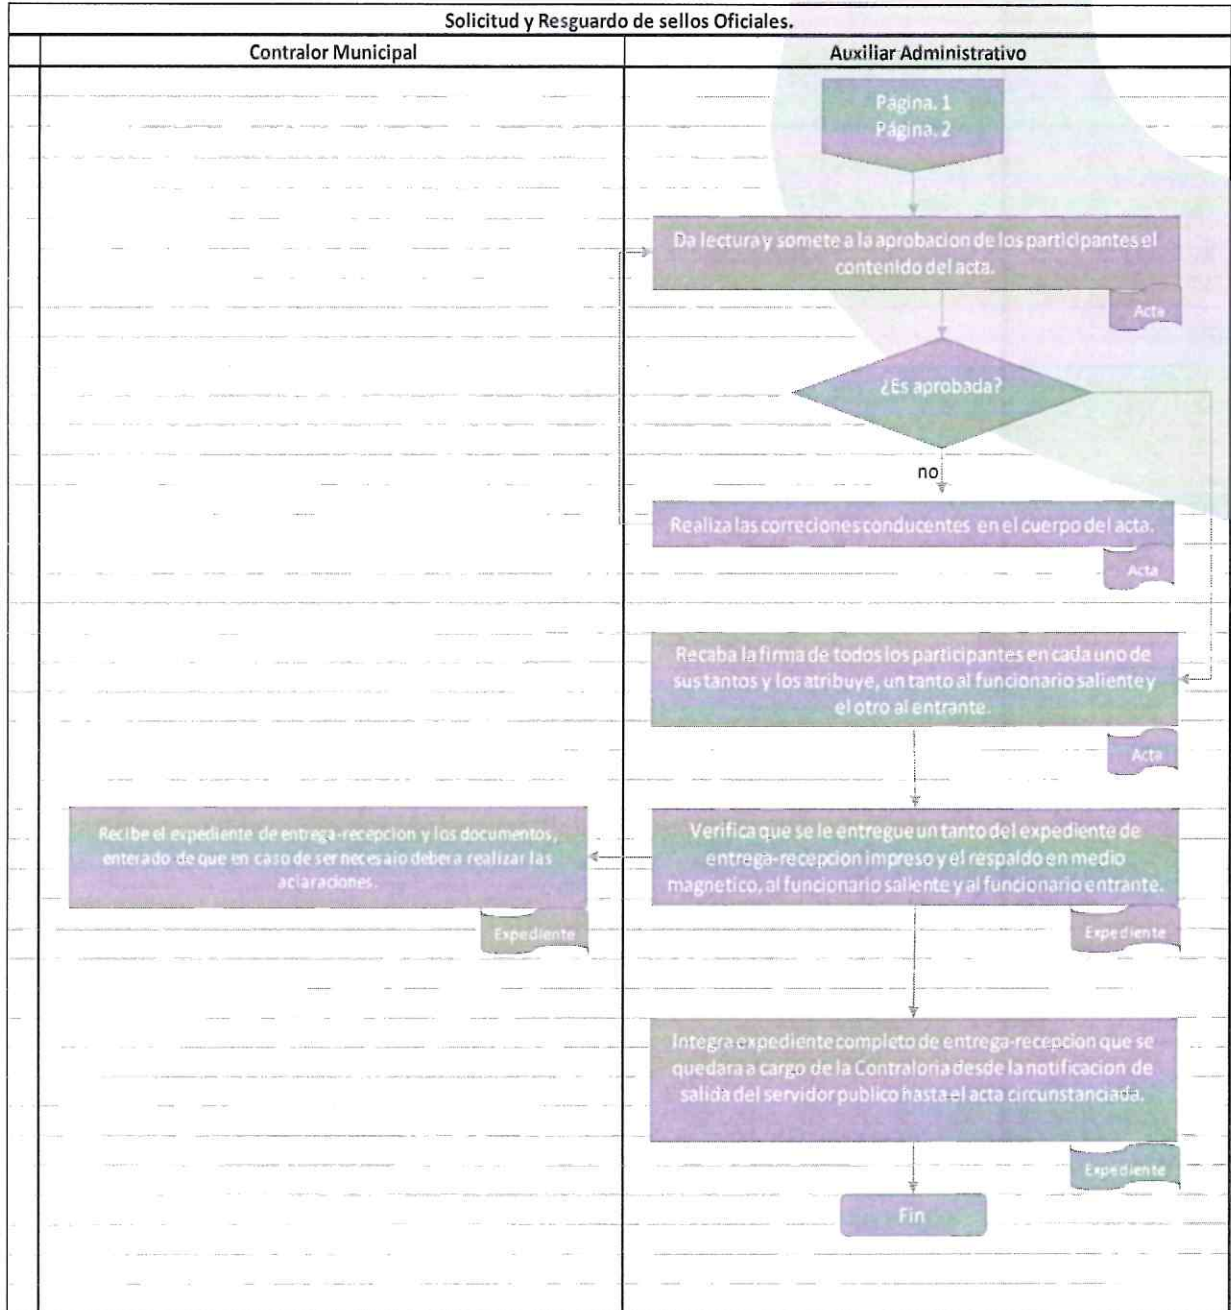 Solicitud y Resguardo de sellos Oficiales.
Contralor Municipal
Auxiliar Administrativo
Página. 1
Página. 2
Da lectura y somete a la aprobacion de los participantes el
contenido del acta.
Acta
¿Es aprobada?
no
Realiza las correciones conducentes en el cuerpo del acta.
Acta
Recaba la firma de todos los participantes en cada uno de
sus tantos y los atribuye, un tanto al funcionario saliente y
el otro al entrante.
Acta
Recibe el expediente de entrega-recepcion y los documentos,
enterado de que en caso de ser necesaio debera realizar las
aclaraciones.
Expediente
Verifica que se le entregue un tanto del expediente de
entrega-recepcion impreso y el respaldo en medio
magnetico, al funcionario saliente y al funcionario entrante.
Expediente
Integra expediente completo de entrega-recepcion que se
quedara a cargo de la Contraloria desde la notificacion de
salida del servidor publico hasta el acta circunstanciada.
Expediente
Fin